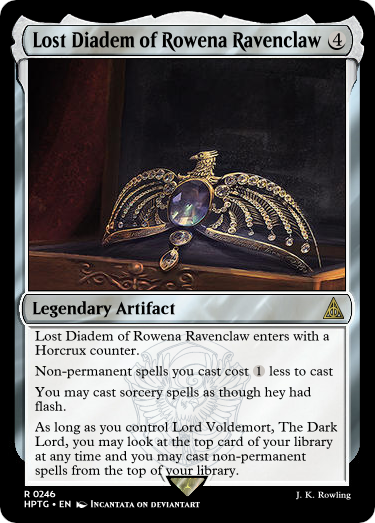 Lost Diadem of Rowena Ravenclaw 4
Legendary Artifact
Lost Diadem of Rowena Ravenclaw enters with a
Horcrux counter.
Non-permanent spells you cast cost 1 less to cast
You may cast sorcery spells as though hey had
flash.
As long as you control Lord Voldemort, The Dark
Lord, you may look at the top card of your library
at any time and you may cast non-permanent
spells from the top of your library.
R 0246
J. K. Rowling
HPTG • EN Incantata on deviantart